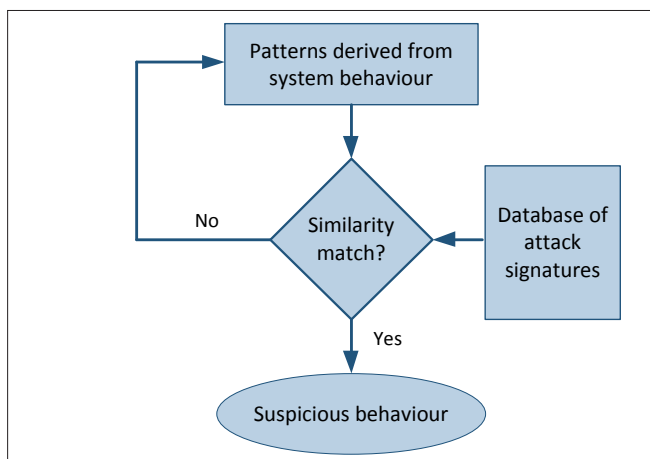 Patterns derived from
system behaviour
No
Similarity
match?
Database of
attack
signatures
Yes
Suspicious behaviour